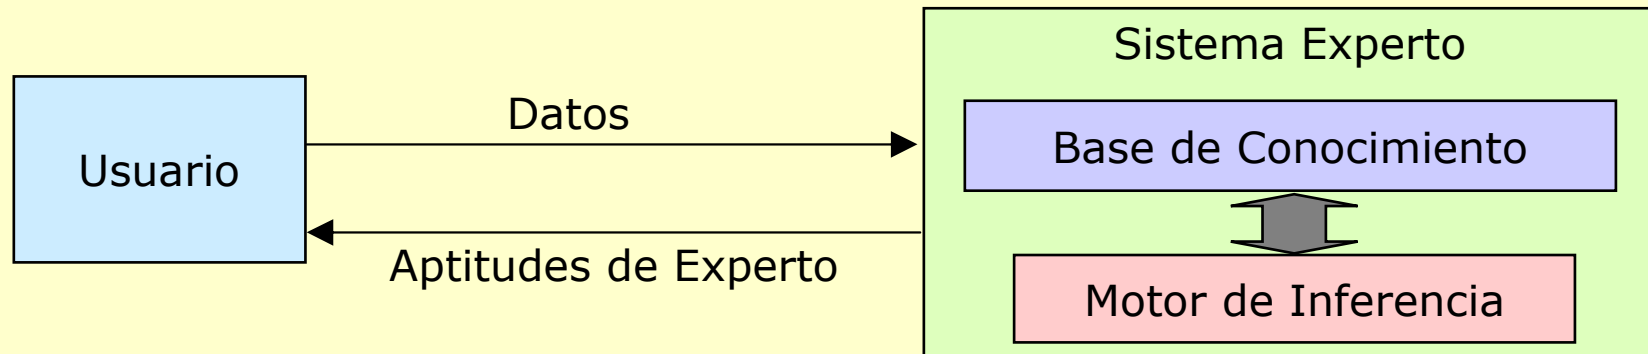 Sistema Experto
Datos
Base de Conocimiento
Usuario
Aptitudes de Experto
Motor de Inferencia